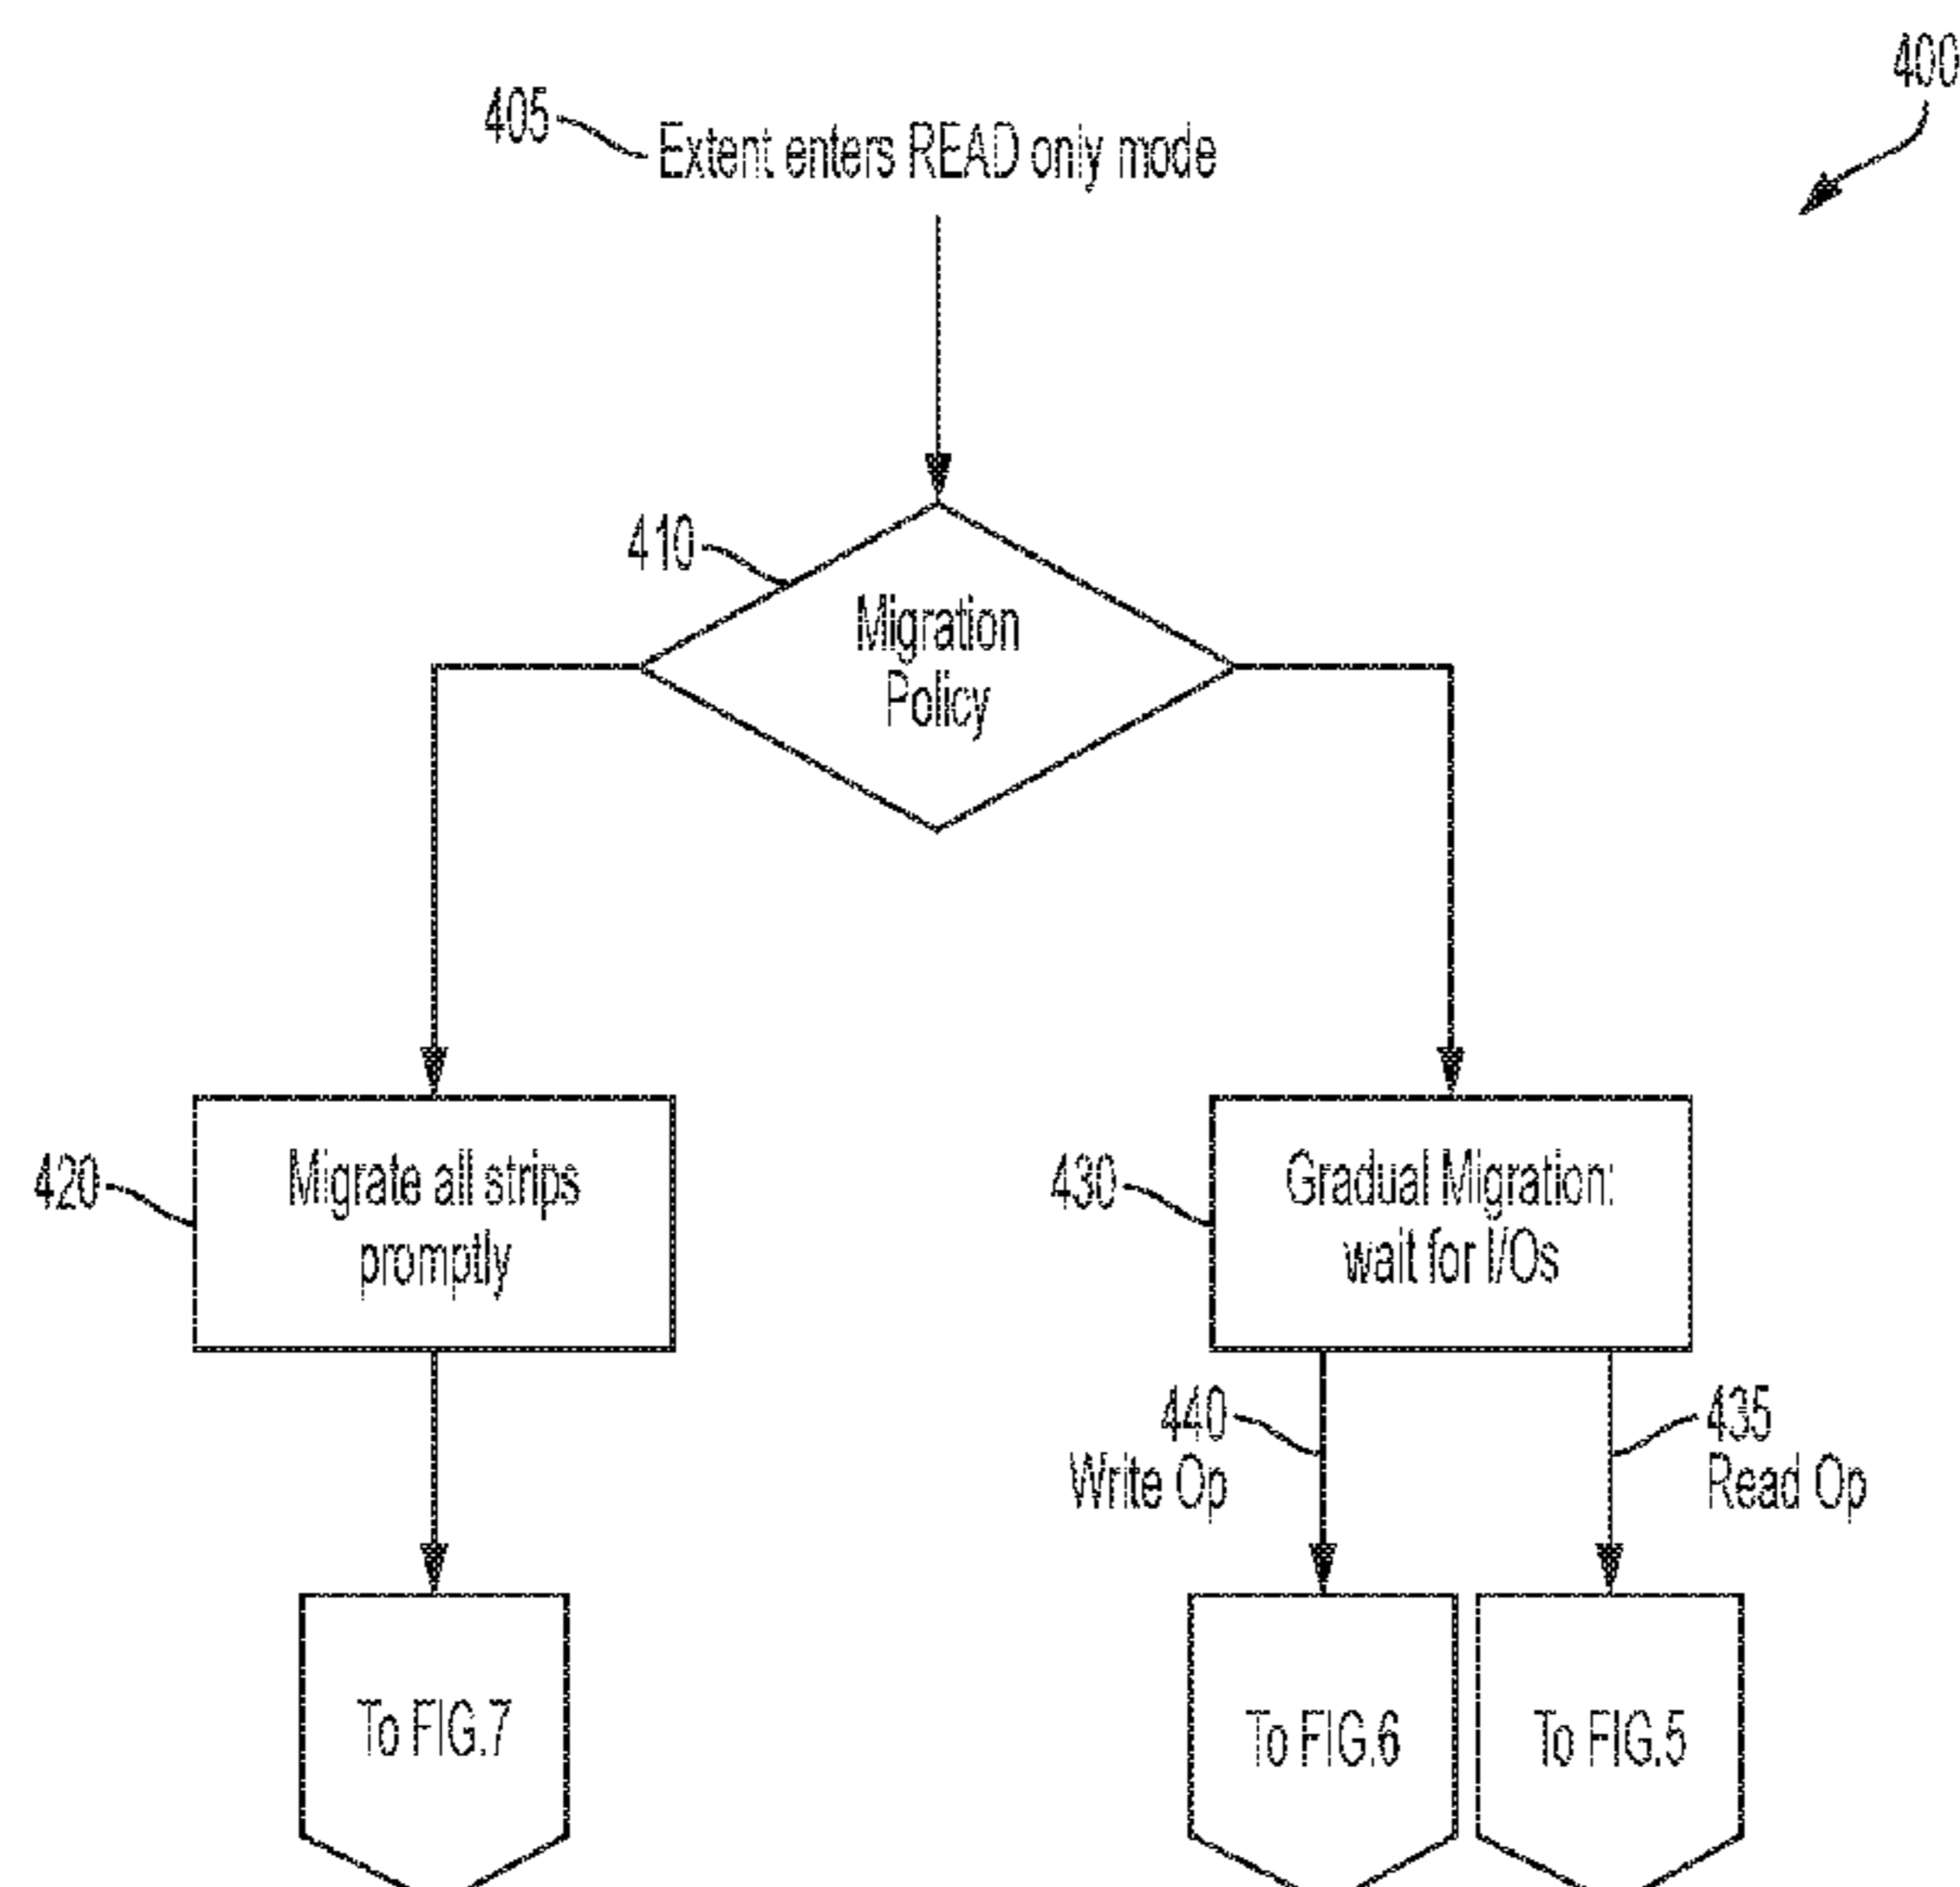 400
405
Extent enters READ only mode
410
Migration
Policy
420
Migrate all strips
promptly
430
Gradual Migration:
wait for I/Os
440
Write Op
435
Read Op
To FIG.7
To FIG.6
To FIG.5